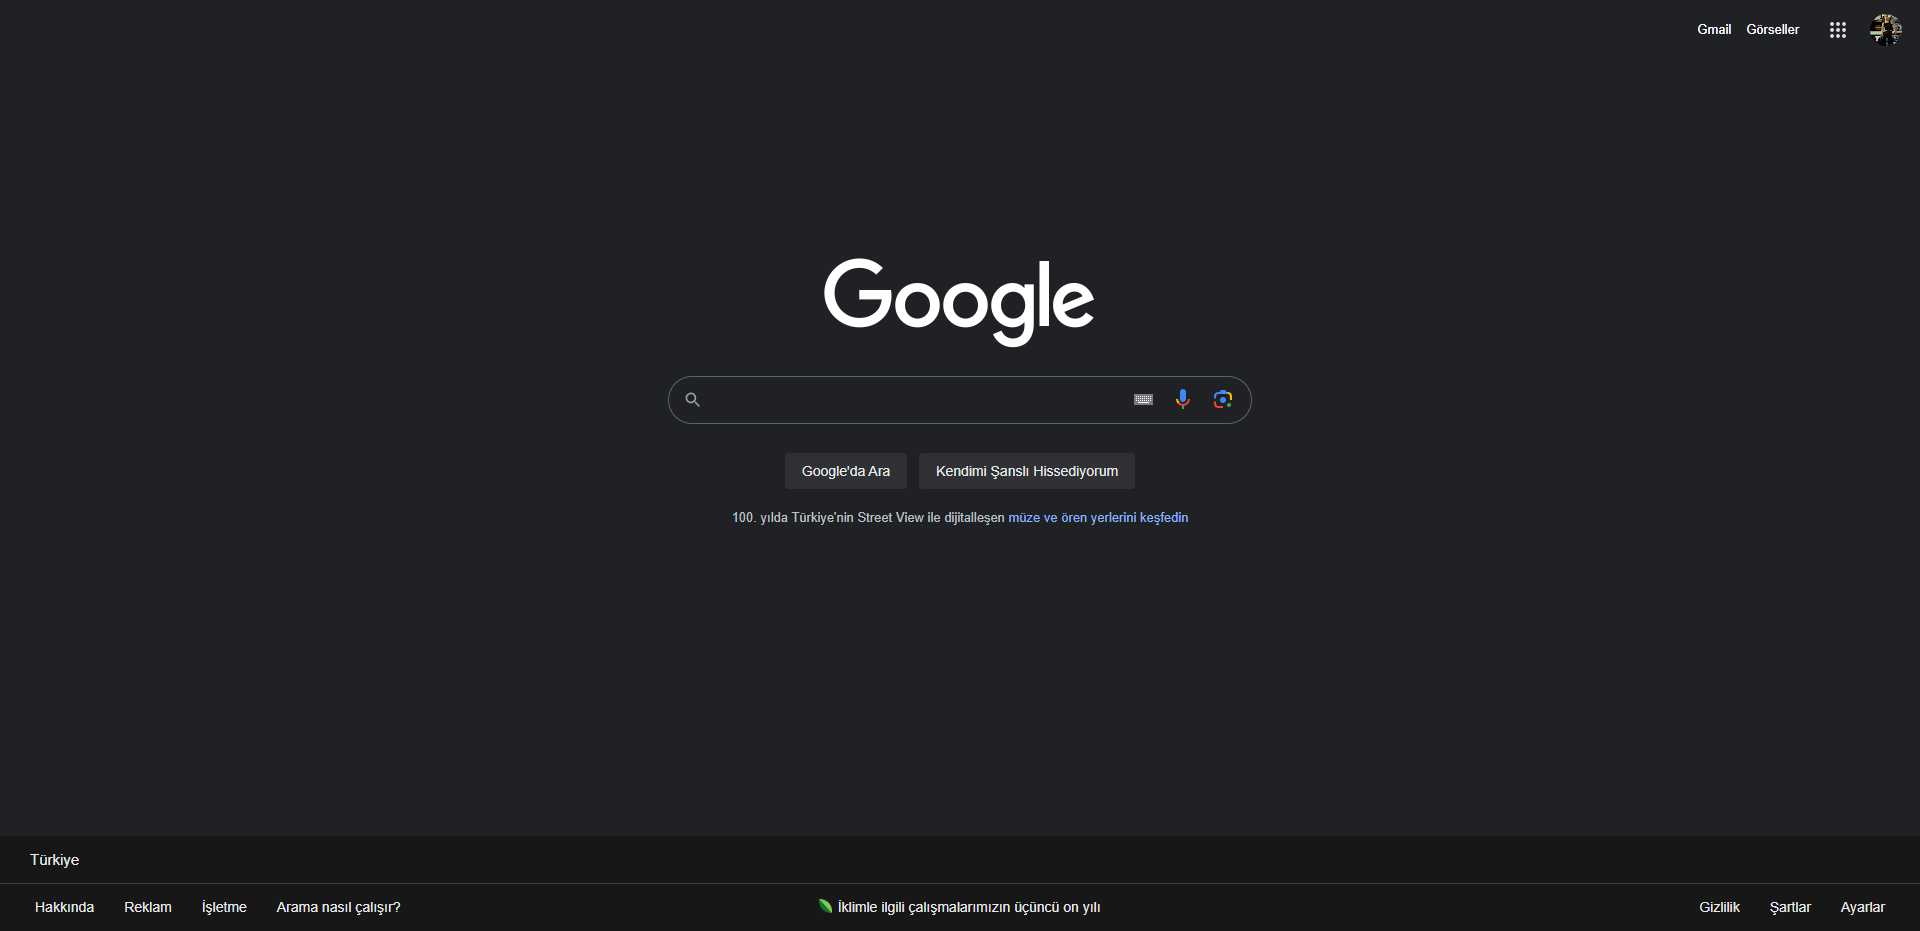 Gmail Görseller
Google
Google'da Ara Kendimi Şanslı Hissediyorum
100. yılda Türkiye'nin Street View ile dijitalleşen müze ve ören yerlerini keşfedin
Türkiye
Hakkında Reklam İşletme Arama nasıl çalışır? İklimle ilgili çalışmalarımızın üçüncü on yılı Gizlilik Şartlar Ayarlar